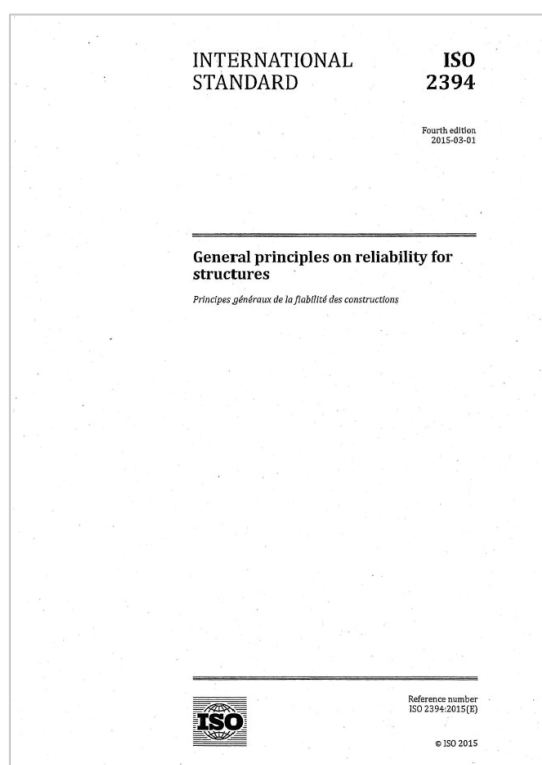 INTERNATIONAL
STANDARD
ISO
2394
Fourth edition
2015-03-01
General principles on reliability for
structures
Principes généraux de la fiabilité des constructions
ISO
Reference number
ISO 2394:2015(E)
© ISO 2015